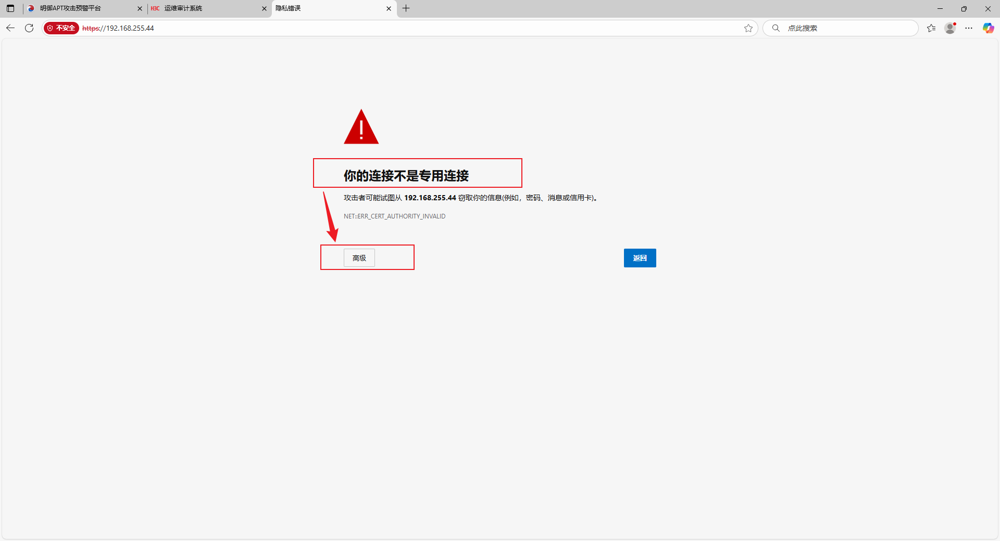 明御APT攻击预警平台
H3C 运维审计系统
隐私错误
不安全 https://192.168.255.44
点此搜索
你的连接不是专用连接
攻击者可能试图从 192.168.255.44 窃取你的信息(例如，密码、消息或信用卡)。
NET::ERR_CERT_AUTHORITY_INVALID
高级
返回